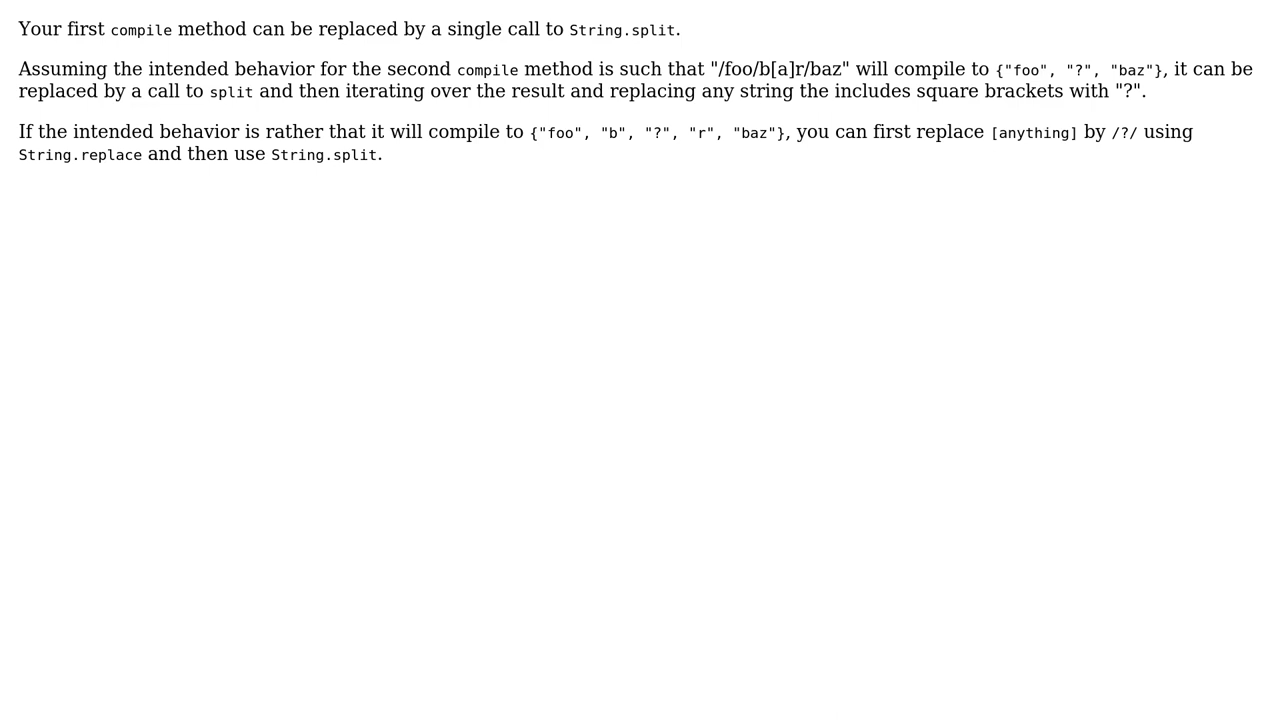 Your first compile method can be replaced by a single call to String.split.
Assuming the intended behavior for the second compile method is such that "/foo/b[a]r/baz" will compile to {"foo", "?", "baz"}, it can be
replaced by a call to split and then iterating over the result and replacing any string the includes square brackets with "?".
If the intended behavior is rather that it will compile to {"foo", "b", "?", "r", "baz"}, you can first replace [anything] by /?/ using
String.replace and then use String.split.